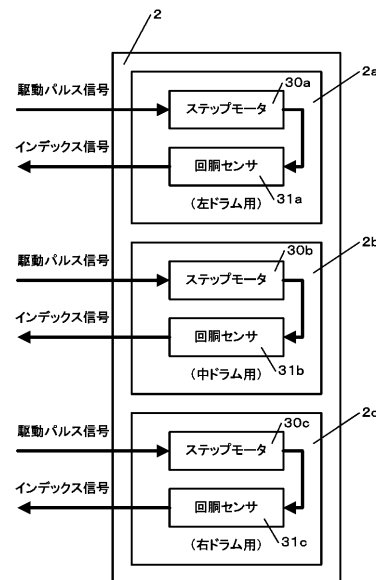 2
30a
2a
駆動パルス信号
ステップモータ
インデックス信号
回胴センサ
31a
(左ドラム用)
30b
2b
駆動パルス信号
ステップモータ
インデックス信号
回胴センサ
31b
(中ドラム用)
30c
2c
駆動パルス信号
ステップモータ
インデックス信号
回胴センサ
31c
(右ドラム用)